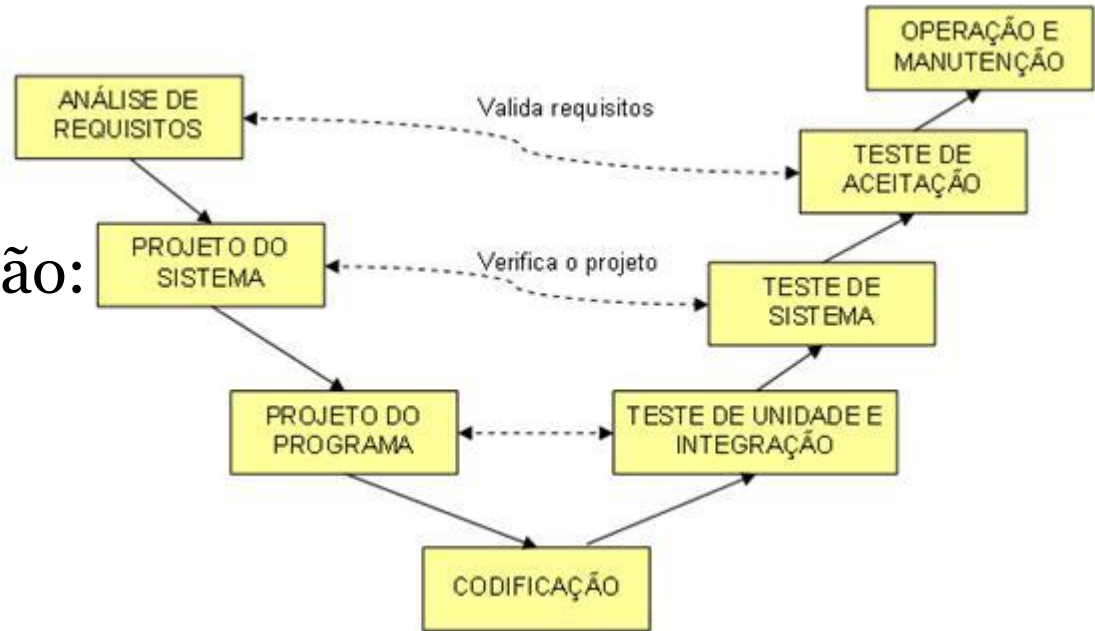 OPERAÇÃO E
MANUTENÇÃO
ANÁLISE DE
REQUISITOS
Valida requisitos
TESTE DE
ACEITAÇÃO
ão:
PROJETO DO
SISTEMA
Verifica o projeto
TESTE DE
SISTEMA
PROJETO DO
PROGRAMA
TESTE DE UNIDADE E
INTEGRAÇÃO
CODIFICAÇÃO